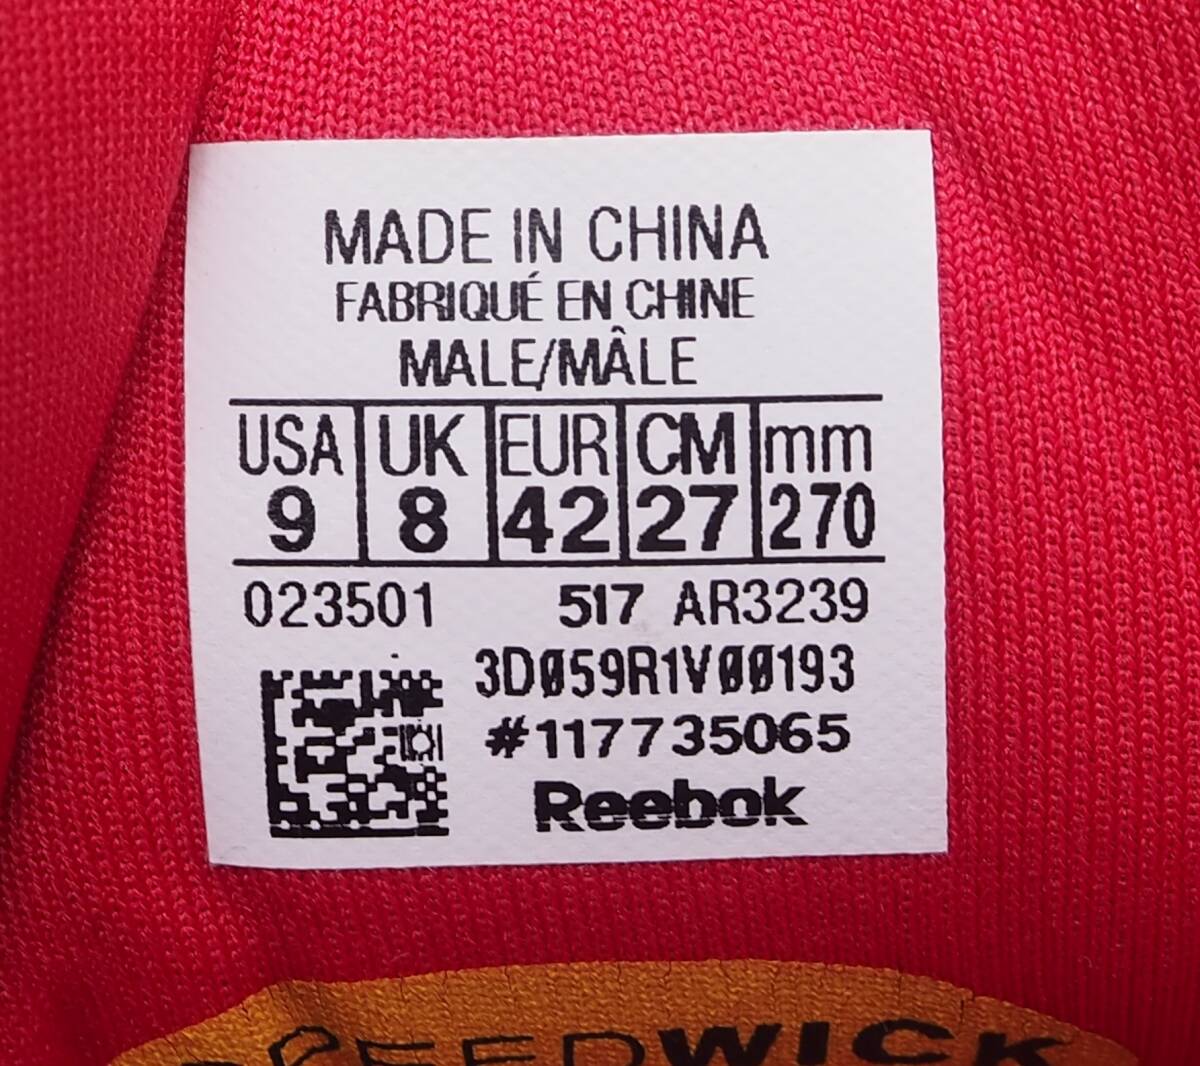 MADE IN CHINA
FABRIQUÉ EN CHINE
MALE/MÂLE
USA UK EUR CM mm
9 8 42 27 270
023501 517 AR3239
3D059R1V00193
#117735065
Reebok
SPEEDWICK